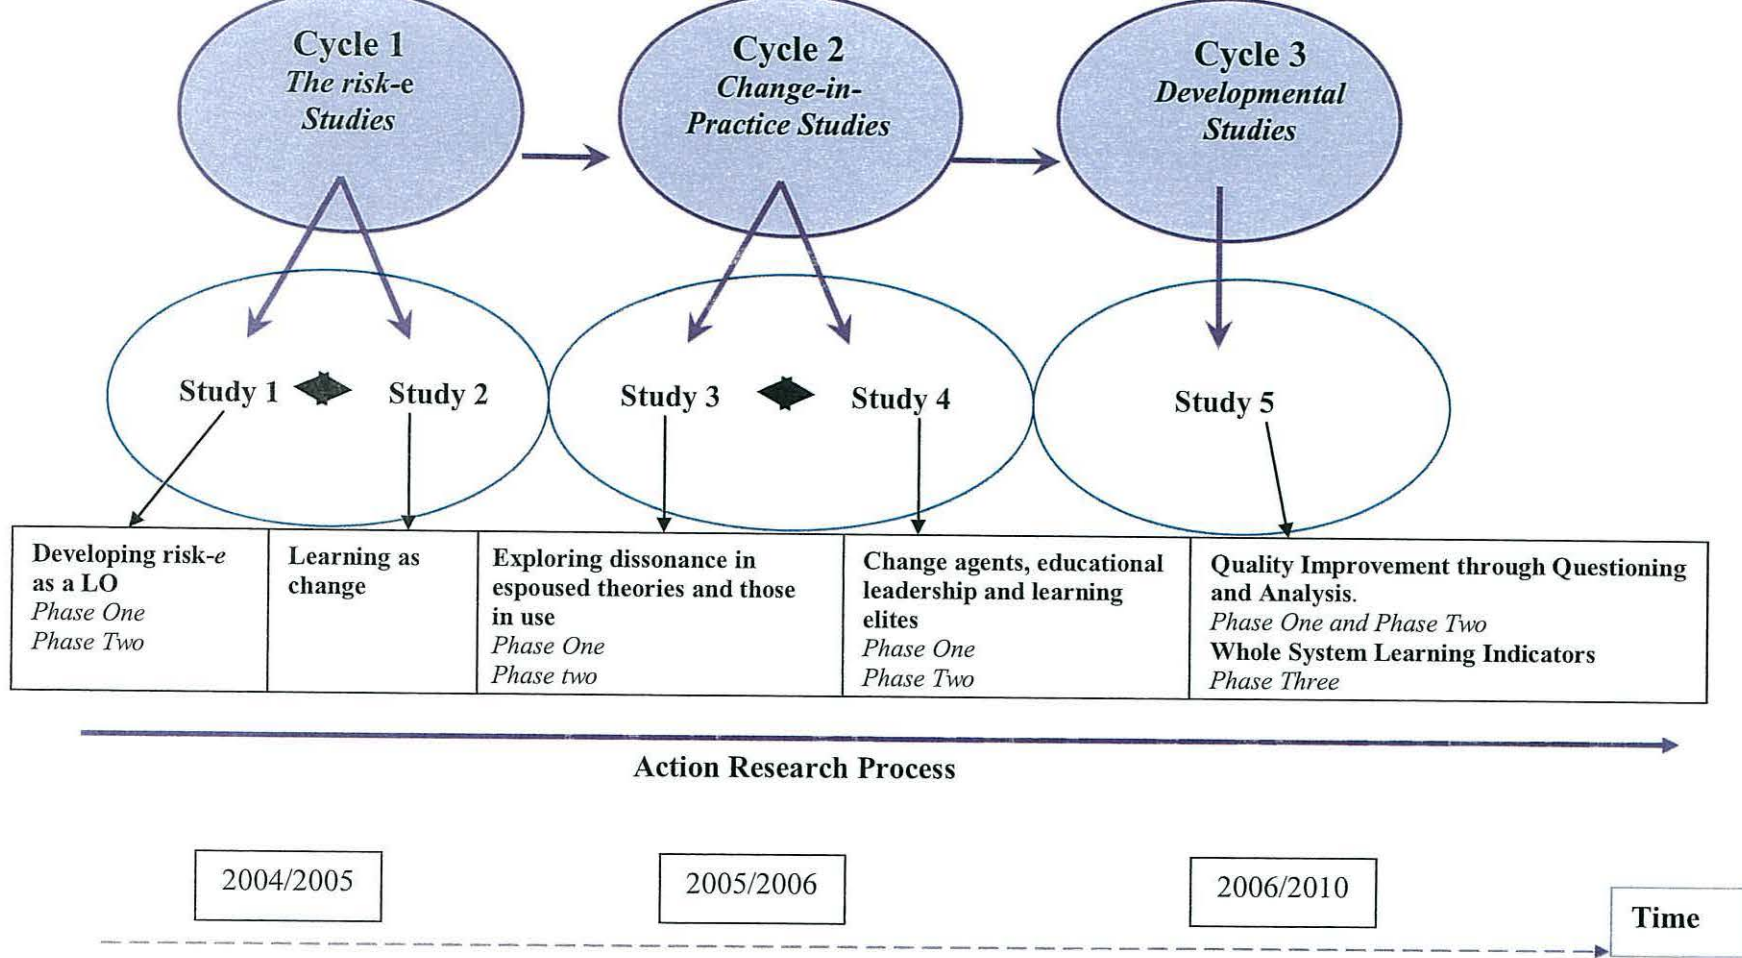 Cycle 1
The risk-e
Studies
Cycle 2
Change-in-
Practice Studies
Cycle 3
Developmental
Studies
Study 1
Study 2
Study 3
Study 4
Study 5
Developing risk-e
as a LO
Phase One
Phase Two
Learning as
change
Exploring dissonance in
espoused theories and those
in use
Phase One
Phase two
Change agents, educational
leadership and learning
elites
Phase One
Phase Two
Quality Improvement through Questioning
and Analysis.
Phase One and Phase Two
Whole System Learning Indicators
Phase Three
Action Research Process
2004/2005
2005/2006
2006/2010
Time